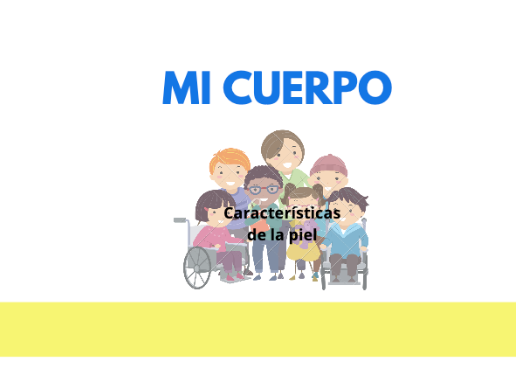 MI CUERPO
Características
de la piel